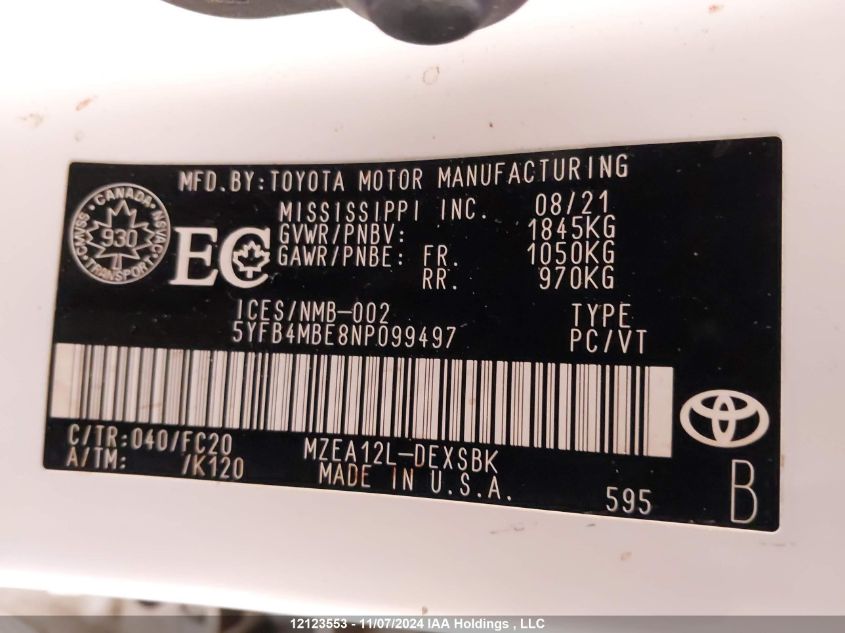 MFD.BY:TOYOTA MOTOR MANUFACTURING
MISSISSIPPI INC. 08/21
GVWR/PNBV: 1845KG
GAWR/PNBE: FR. 1050KG
RR. 970KG
CANADA
CMVSS NSVAC
930
TRANSPORT
EC
ICES/NMB-002 TYPE
5YFB4MBE8NP099497 PC/VT
C/TR:040/FC20 MZEA12L-DEXSBK
A/TM: /K120 MADE IN U.S.A.
595 B
12123553 - 11/07/2024 IAA Holdings , LLC